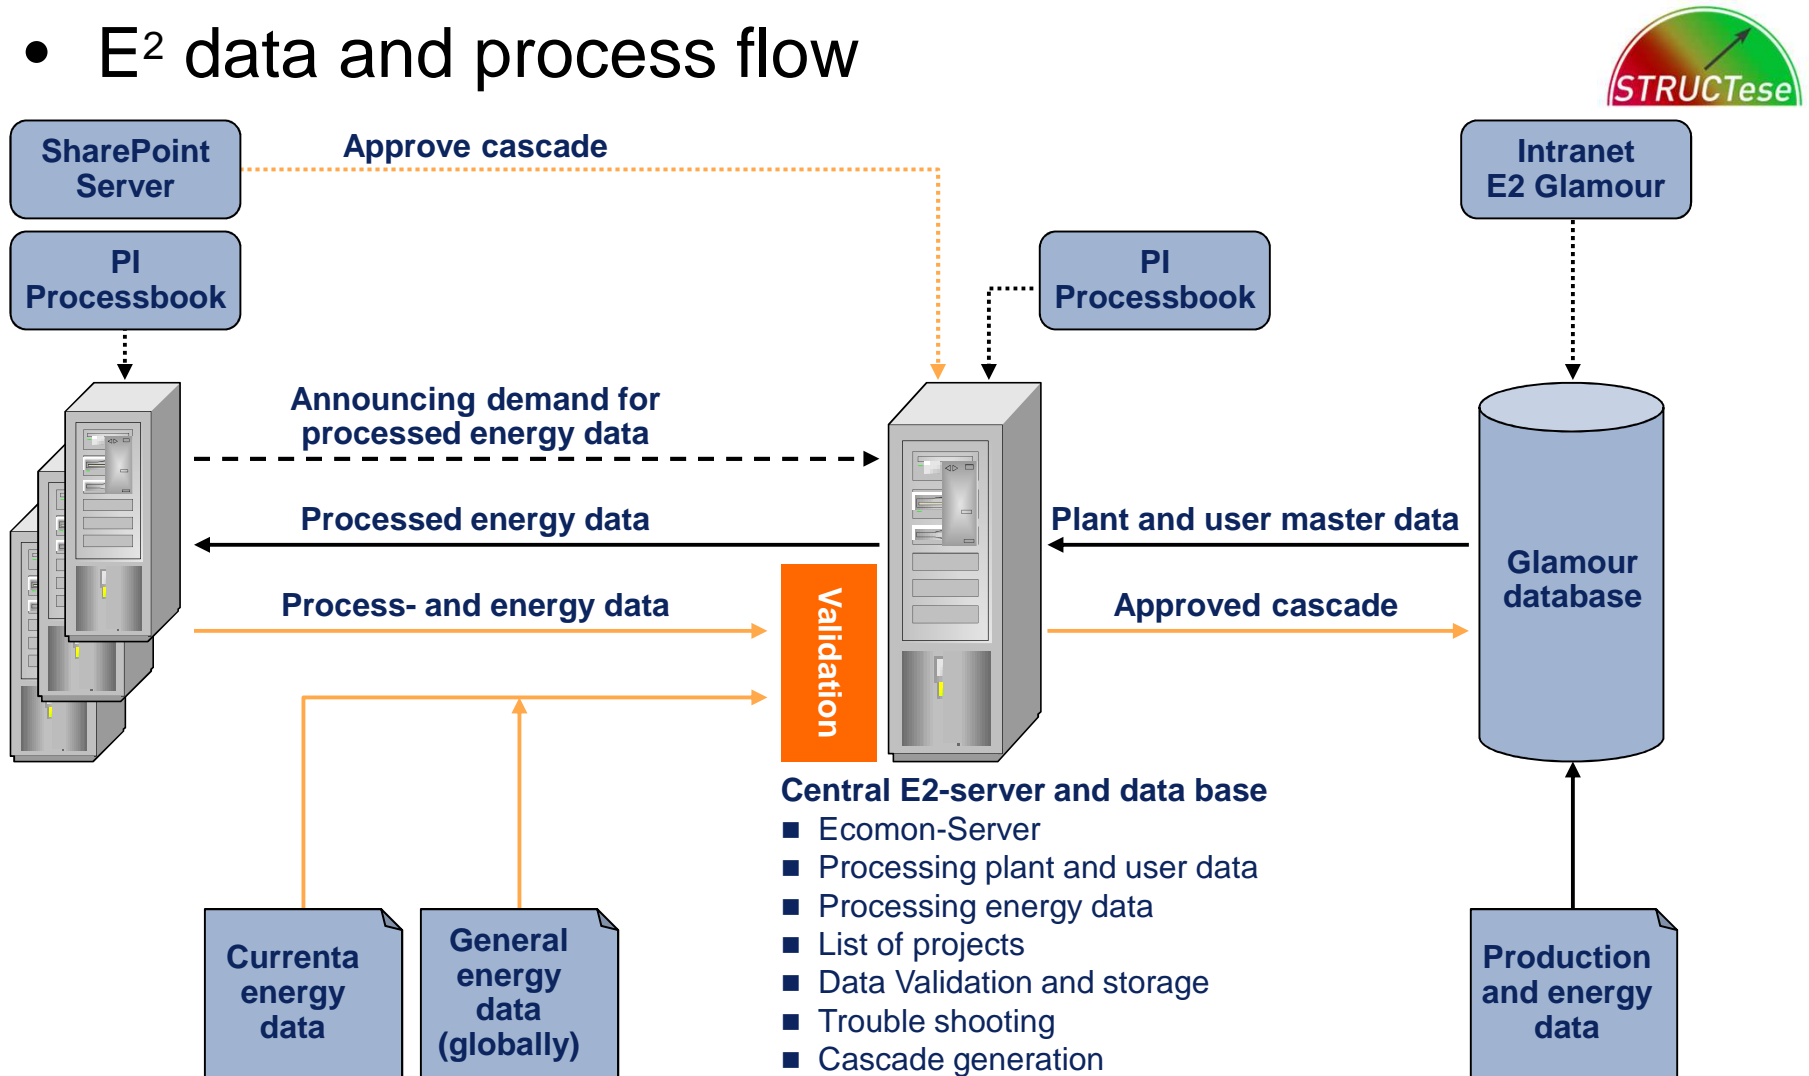 • E² data and process flow
STRUCTese
SharePoint
Server
Approve cascade
Intranet
E2 Glamour
PI
Processbook
PI
Processbook
Announcing demand for
processed energy data
Processed energy data
Plant and user master data
Process- and energy data
Validation
Approved cascade
Glamour
database
Central E2-server and data base
■ Ecomon-Server
■ Processing plant and user data
■ Processing energy data
■ List of projects
■ Data Validation and storage
■ Trouble shooting
■ Cascade generation
Currenta
energy
data
General
energy
data
(globally)
Production
and energy
data